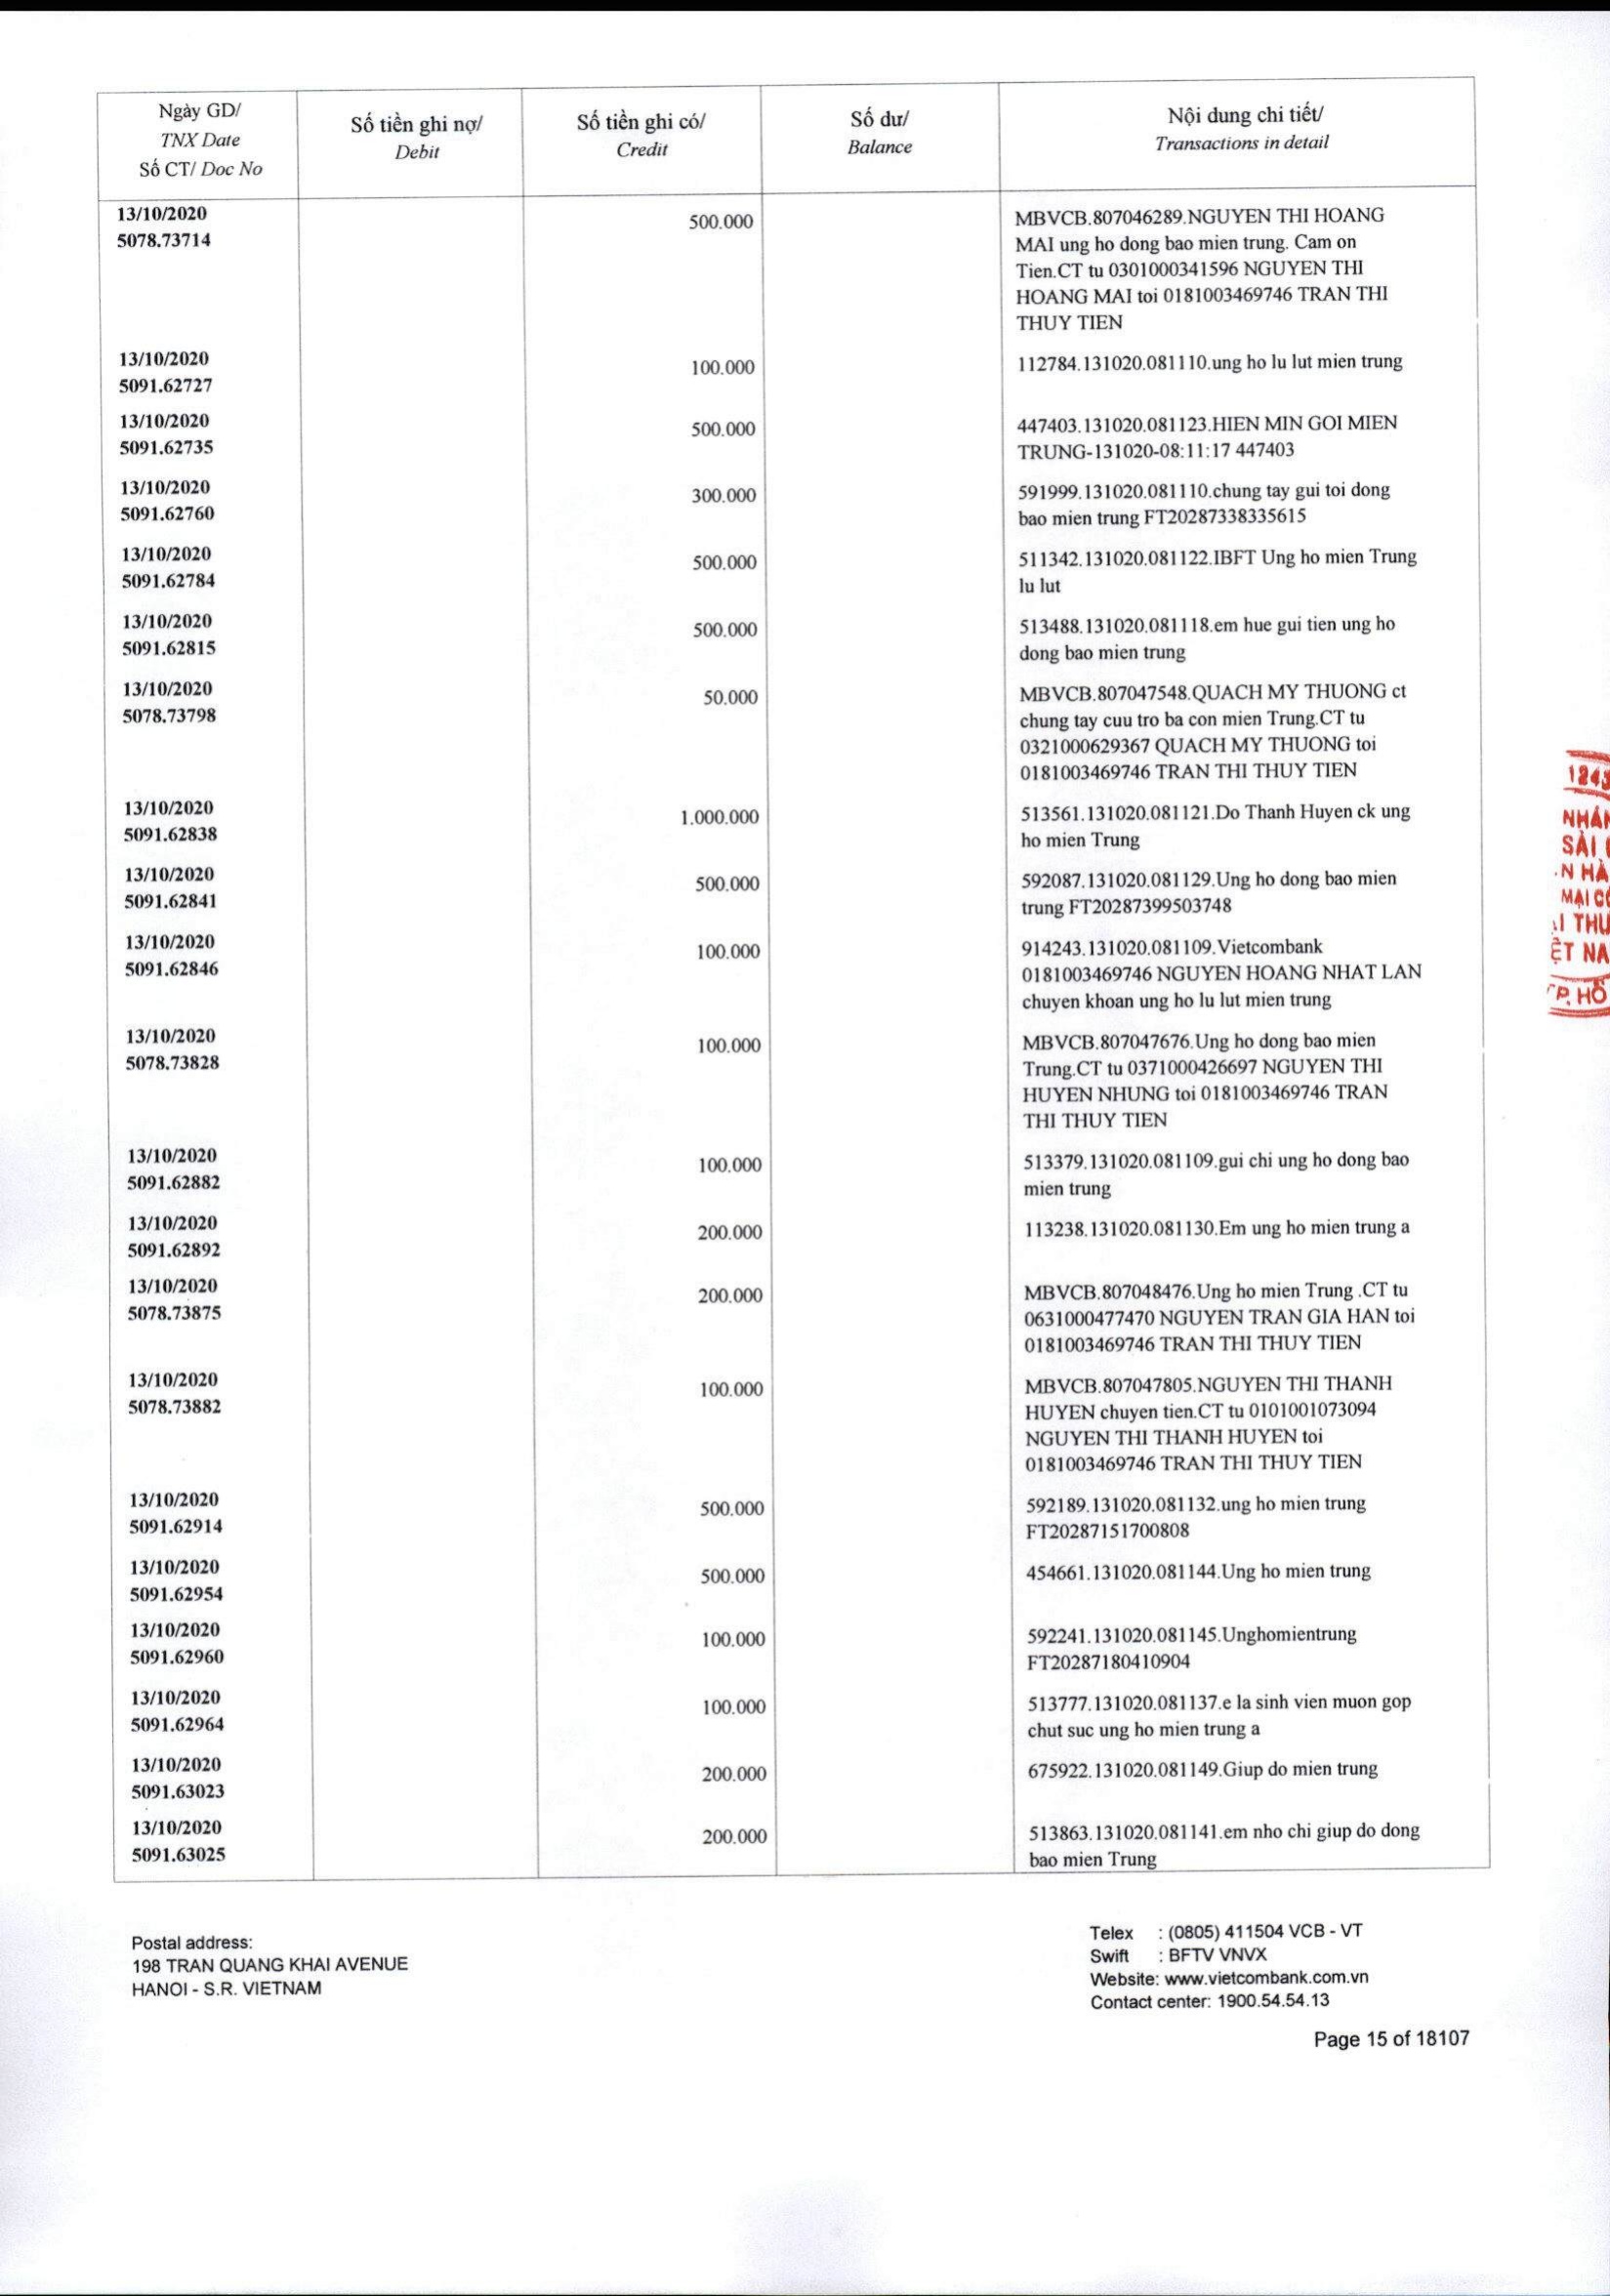 Ngày GD/
TNX Date
Số CT/ Doc No
Số tiền ghi nợ/
Debit
Số tiền ghi có/
Credit
Số dư/
Balance
Nội dung chi tiết/
Transactions in detail
13/10/2020
5078.73714
500.000
MBVCB.807046289.NGUYEN THI HOANG
MAI ung ho dong bao mien trung. Cam on
Tien.CT tu 0301000341596 NGUYEN THI
HOANG MAI toi 0181003469746 TRAN THI
THUY TIEN
13/10/2020
5091.62727
100.000
112784.131020.081110.ung ho lu lut mien trung
13/10/2020
5091.62735
500.000
447403.131020.081123.HIEN MIN GOI MIEN
TRUNG-131020-08:11:17 447403
13/10/2020
5091.62760
300.000
591999.131020.081110.chung tay gui toi dong
bao mien trung FT20287338335615
13/10/2020
5091.62784
500.000
511342.131020.081122.IBFT Ung ho mien Trung
lu lut
13/10/2020
5091.62815
500.000
513488.131020.081118.em hue gui tien ung ho
dong bao mien trung
13/10/2020
5078.73798
50.000
MBVCB.807047548.QUACH MY THUONG ct
chung tay cuu tro ba con mien Trung.CT tu
0321000629367 QUACH MY THUONG toi
0181003469746 TRAN THI THUY TIEN
13/10/2020
5091.62838
1.000.000
513561.131020.081121.Do Thanh Huyen ck ung
ho mien Trung
13/10/2020
5091.62841
500.000
592087.131020.081129.Ung ho dong bao mien
trung FT20287399503748
13/10/2020
5091.62846
100.000
914243.131020.081109.Vietcombank
0181003469746 NGUYEN HOANG NHAT LAN
chuyen khoan ung ho lu lut mien trung
13/10/2020
5078.73828
100.000
MBVCB.807047676.Ung ho dong bao mien
Trung.CT tu 0371000426697 NGUYEN THI
HUYEN NHUNG toi 0181003469746 TRAN
THI THUY TIEN
13/10/2020
5091.62882
100.000
513379.131020.081109.gui chi ung ho dong bao
mien trung
13/10/2020
5091.62892
200.000
113238.131020.081130.Em ung ho mien trung a
13/10/2020
5078.73875
200.000
MBVCB.807048476.Ung ho mien Trung .CT tu
0631000477470 NGUYEN TRAN GIA HAN toi
0181003469746 TRAN THI THUY TIEN
13/10/2020
5078.73882
100.000
MBVCB.807047805.NGUYEN THI THANH
HUYEN chuyen tien.CT tu 0101001073094
NGUYEN THI THANH HUYEN toi
0181003469746 TRAN THI THUY TIEN
13/10/2020
5091.62914
500.000
592189.131020.081132.ung ho mien trung
FT20287151700808
13/10/2020
5091.62954
500.000
454661.131020.081144.Ung ho mien trung
13/10/2020
5091.62960
100.000
592241.131020.081145.Unghomientrung
FT20287180410904
13/10/2020
5091.62964
100.000
513777.131020.081137.e la sinh vien muon gop
chut suc ung ho mien trung a
13/10/2020
5091.63023
200.000
675922.131020.081149.Giup do mien trung
13/10/2020
5091.63025
200.000
513863.131020.081141.em nho chi giup do dong
bao mien Trung
1243
NHÁN
SÀI
N HÀ
MẠI CỔ
I THU
ỆT NA
TP. HỒ
Postal address:
198 TRAN QUANG KHAI AVENUE
HANOI - S.R. VIETNAM
Telex : (0805) 411504 VCB - VT
Swift : BFTV VNVX
Website: www.vietcombank.com.vn
Contact center: 1900.54.54.13
Page 15 of 18107